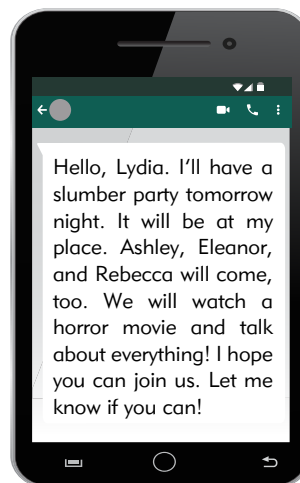 Hello, Lydia. I'll have a
slumber party tomorrow
night. It will be at my
place. Ashley, Eleanor,
and Rebecca will come,
too. We will watch a
horror movie and talk
about everything! I hope
you can join us. Let me
know if you can!